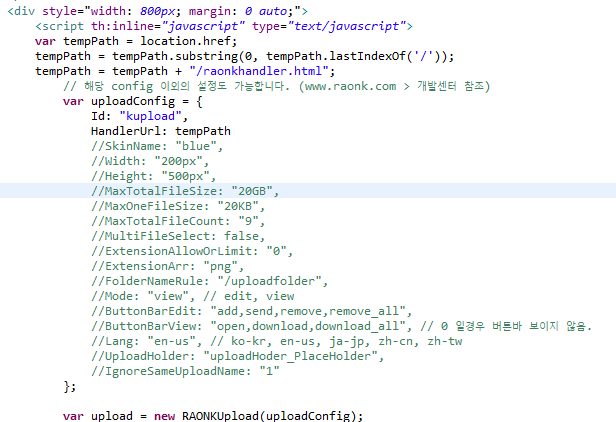 <div style="width: 800px; margin: 0 auto;">
<script th:inline="javascript" type="text/javascript">
var tempPath = location.href;
tempPath = tempPath.substring(0, tempPath.lastIndexOf('/'));
tempPath = tempPath + "/raonkhandler.html";
// 해당 config 이외의 설정도 가능합니다. (www.raonk.com > 개발센터 참조)
var uploadConfig = {
Id: "kupload",
HandlerUrl: tempPath
//SkinName: "blue",
//Width: "200px",
//Height: "500px",
//MaxTotalFileSize: "20GB",
//MaxOneFileSize: "20KB",
//MaxTotalFileCount: "9",
//MultiFileSelect: false,
//ExtensionAllowOrLimit: "0",
//ExtensionArr: "png",
//FolderNameRule: "/uploadfolder",
//Mode: "view", // edit, view
//ButtonBarEdit: "add,send,remove,remove_all",
//ButtonBarView: "open,download,download_all", // 0 일경우 버튼바 보이지 않음.
//Lang: "en-us", // ko-kr, en-us, ja-jp, zh-cn, zh-tw
//UploadHolder: "uploadHoder_PlaceHolder",
//IgnoreSameUploadName: "1"
};
var upload = new RAONKUpload(uploadConfig);